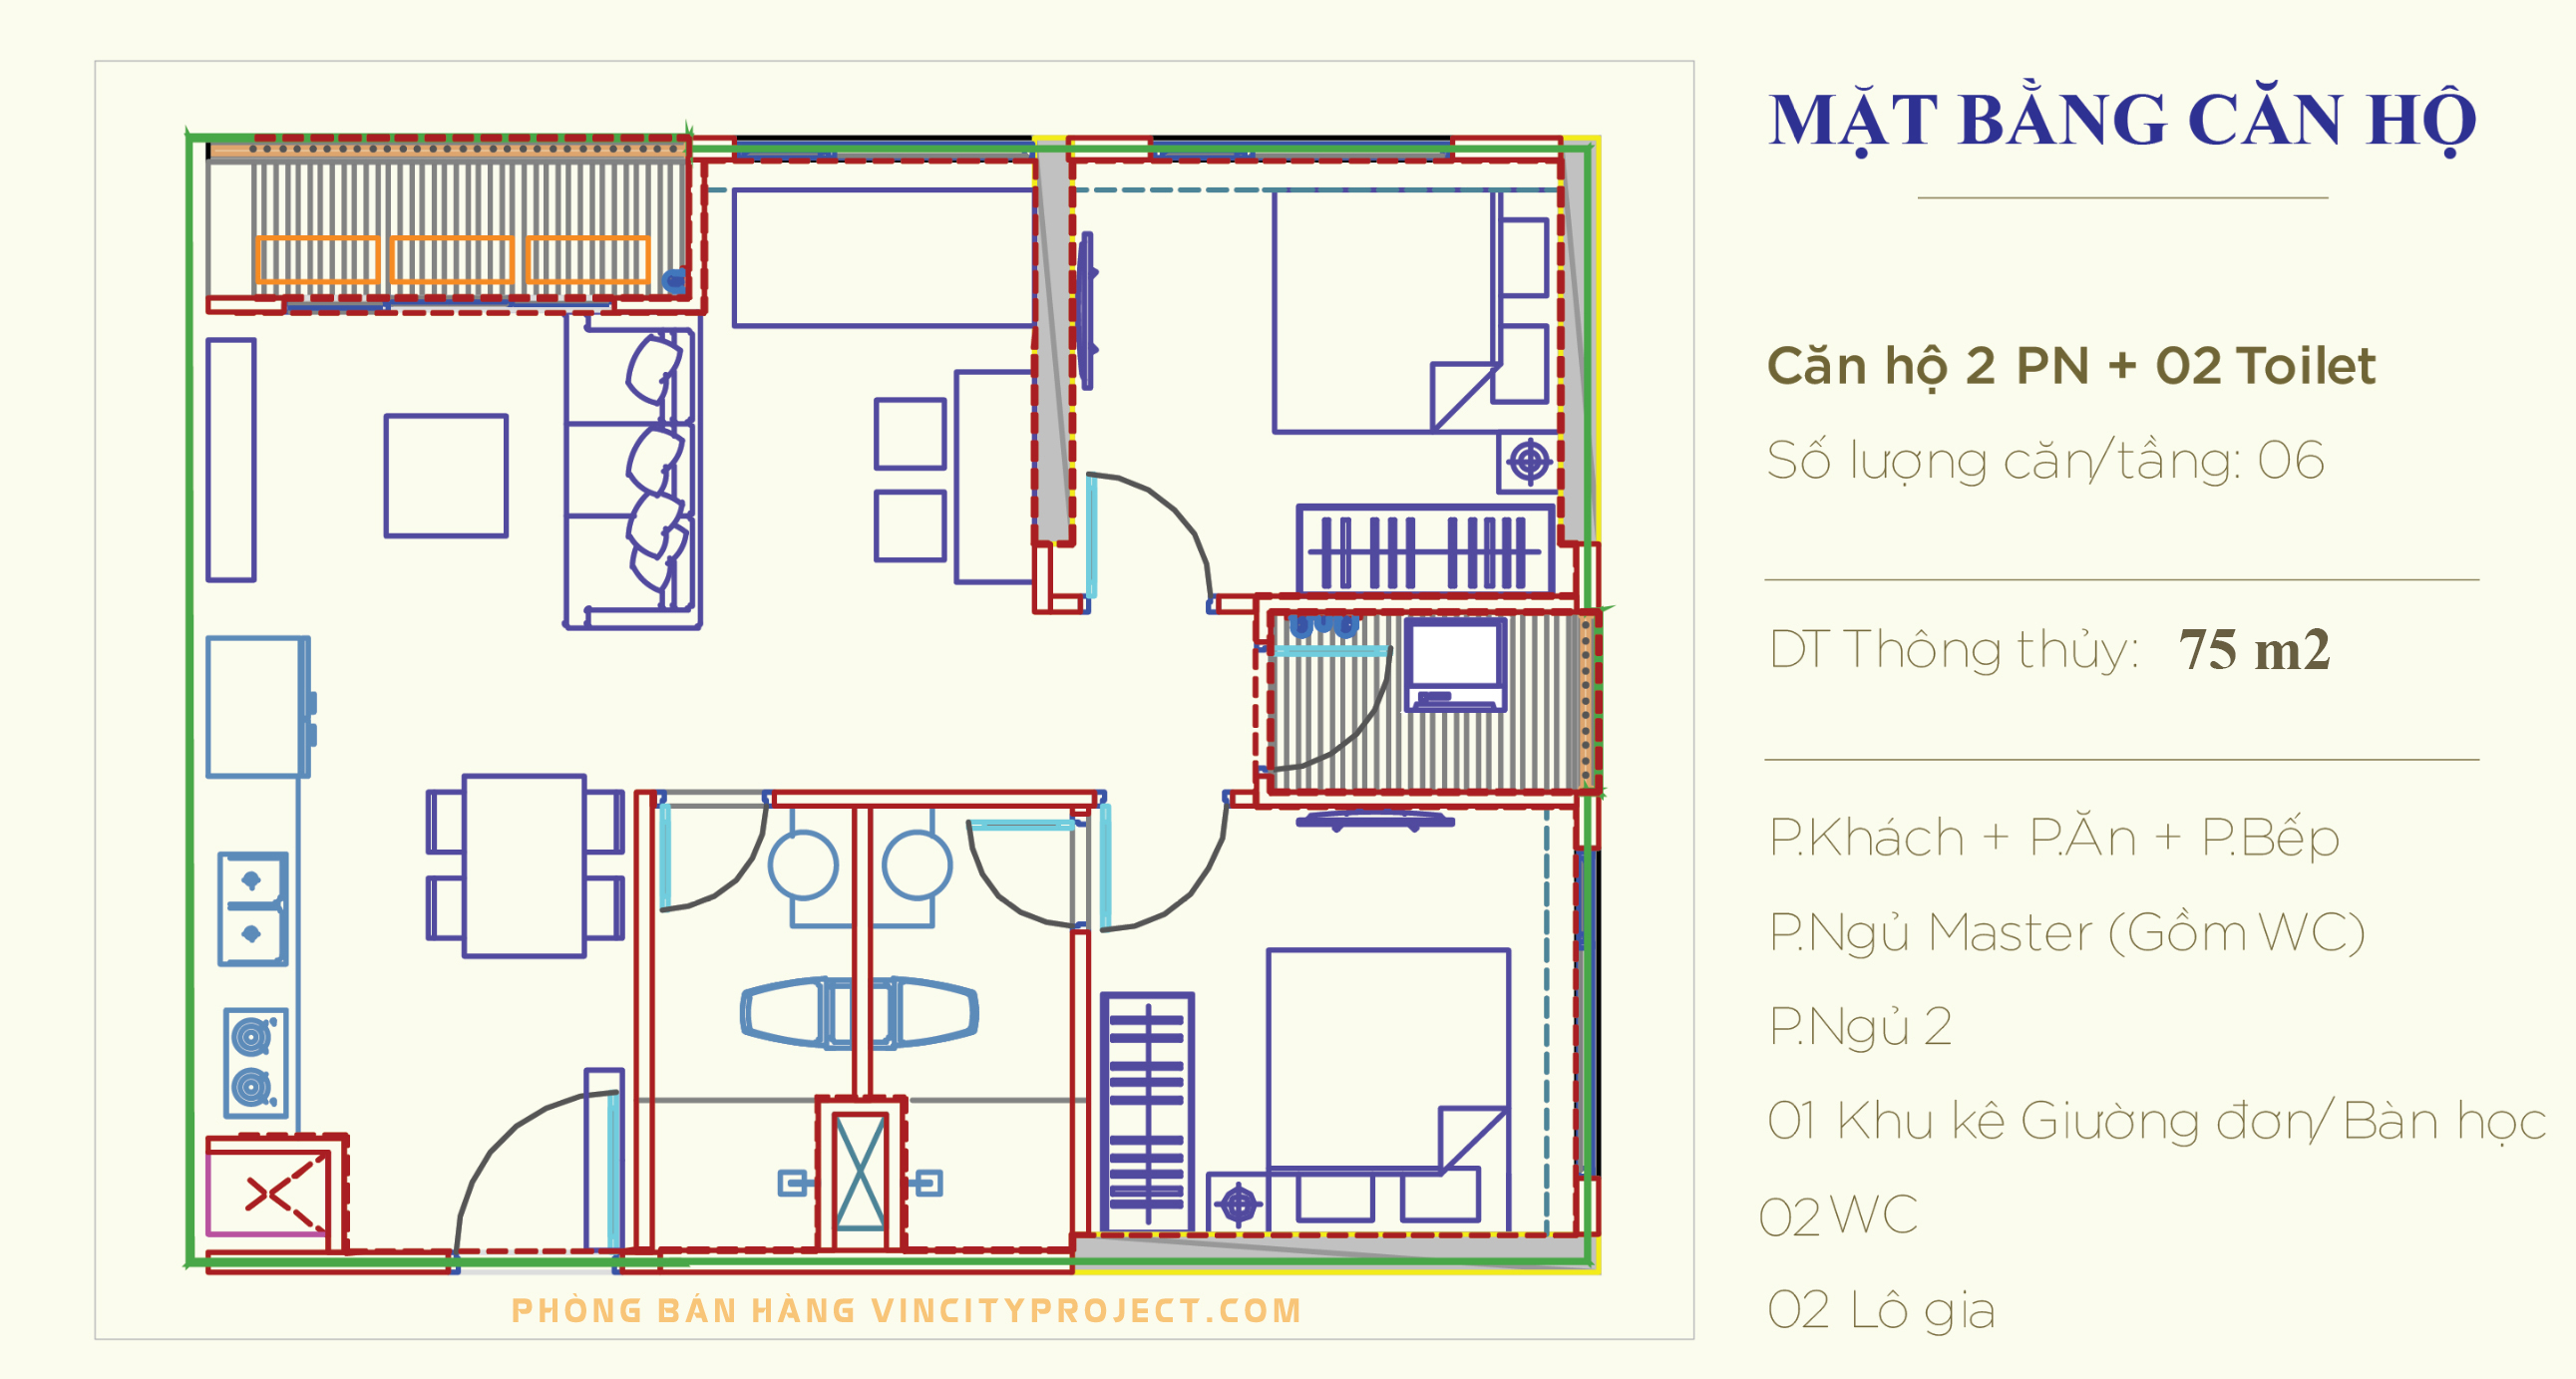 MẶT BẰNG CĂN HỘ
Căn hộ 2 PN + 02 Toilet
Số lượng căn/tầng: 06
DT Thông thủy: 75 m2
P.Khách + P.Ăn + P.Bếp
P.Ngủ Master (Gồm WC)
P.Ngủ 2
01 Khu kê Giường đơn/Bàn học
02 WC
02 Lô gia
PHÒNG BÁN HÀNG VINCITYPROJECT.COM